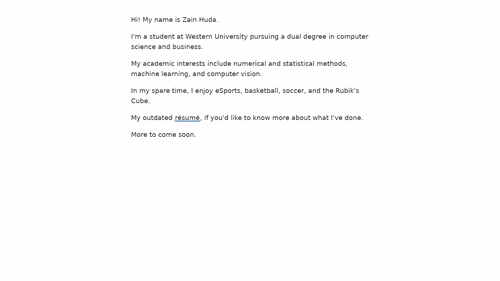 Hi! My name is Zain Huda.
I'm a student at Western University pursuing a dual degree in computer
science and business.
My academic interests include numerical and statistical methods,
machine learning, and computer vision.
In my spare time, I enjoy eSports, basketball, soccer, and the Rubik's
Cube.
My outdated résumé, if you'd like to know more about what I've done.
More to come soon.